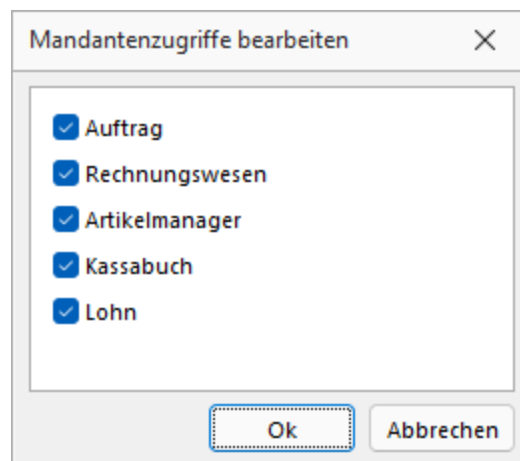 Mandantenzugriffe bearbeiten
Auftrag
Rechnungswesen
Artikelmanager
Kassabuch
Lohn
Ok Abbrechen